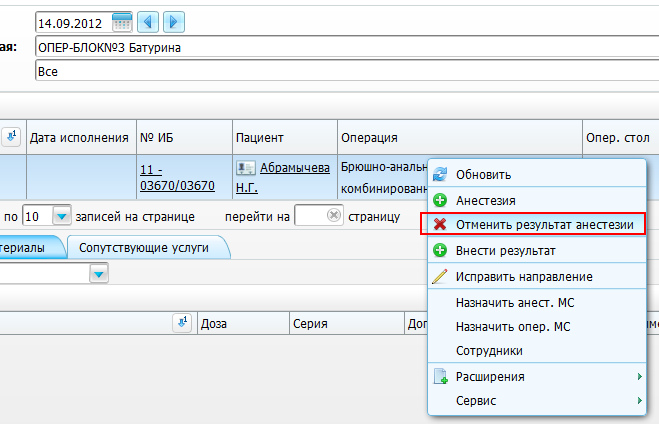 14.09.2012
ая: ОПЕР-БЛОК№3 Батурина
Все
Дата исполнения № ИБ Пациент Операция Опер. стол
11 - 03670/03670
Абрамычева Н.Г.
Брюшно-аналь
комбинированн
по 10 записей на странице перейти на страницу
териалы Сопутствующие услуги
Доза Серия
Обновить
Анестезия
Отменить результат анестезии
Внести результат
Исправить направление
Назначить анест. МС
Назначить опер. МС
Сотрудники
Расширения
Сервис